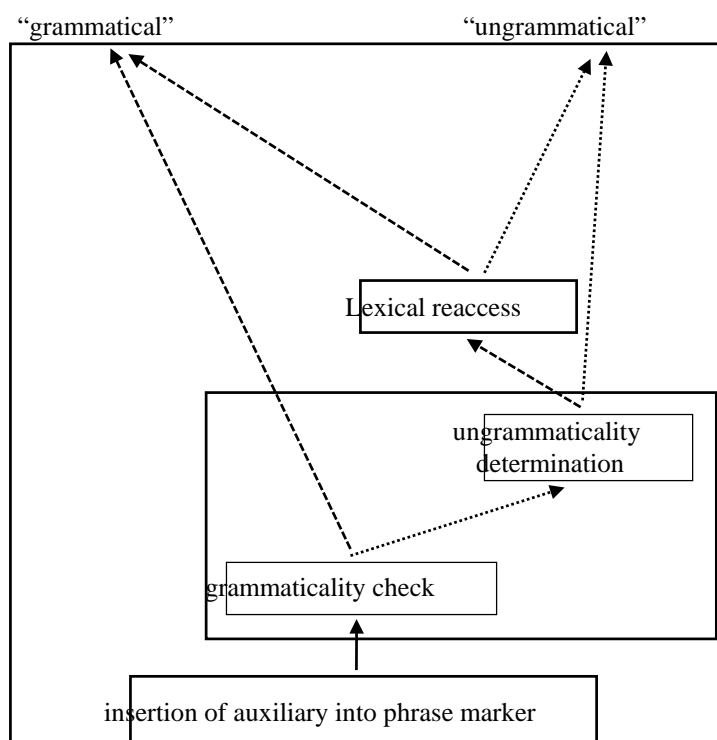 “grammatical”
“ungrammatical”
Lexical reaccess
ungrammaticality
determination
grammaticality check
insertion of auxiliary into phrase marker